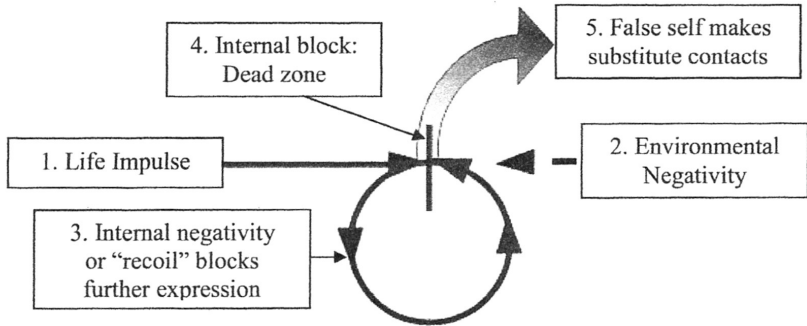 4. Internal block:
Dead zone
5. False self makes
substitute contacts
1. Life Impulse
2. Environmental
Negativity
3. Internal negativity
or “recoil” blocks
further expression